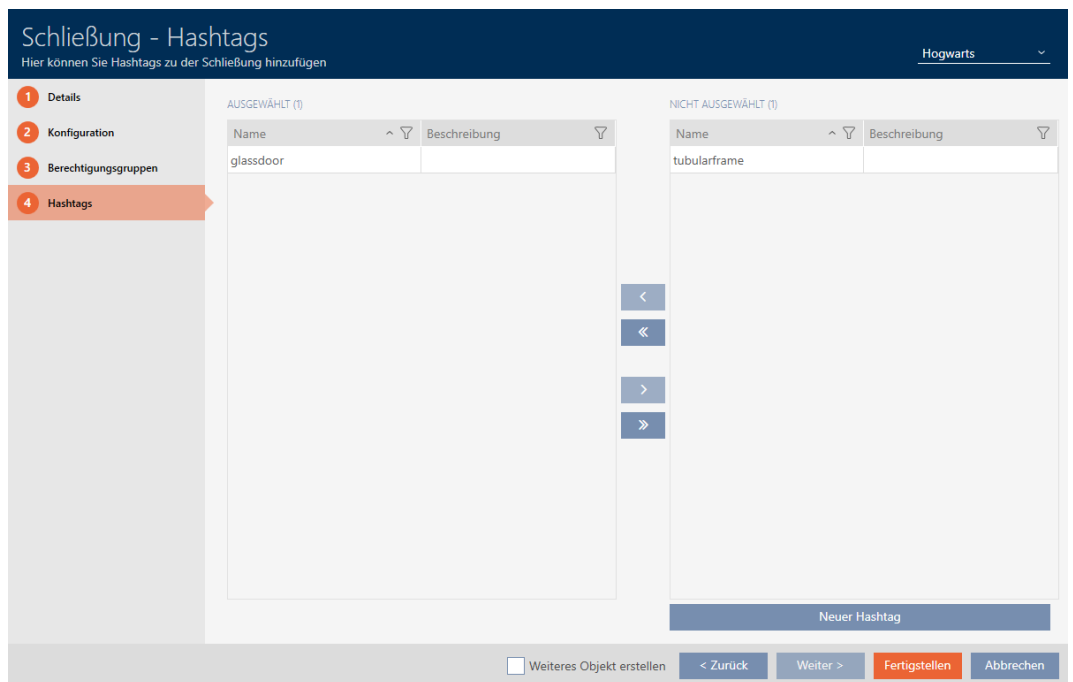 Schließung - Hashtags
Hier können Sie Hashtags zu der Schließung hinzufügen
Hogwarts
1 Details
2 Konfiguration
3 Berechtigungsgruppen
4 Hashtags
AUSGEWÄHLT (1)
Name Beschreibung
glassdoor
NICHT AUSGEWÄHLT (1)
Name Beschreibung
tubularframe
Neuer Hashtag
Weiteres Objekt erstellen
< Zurück
Weiter >
Fertigstellen
Abbrechen